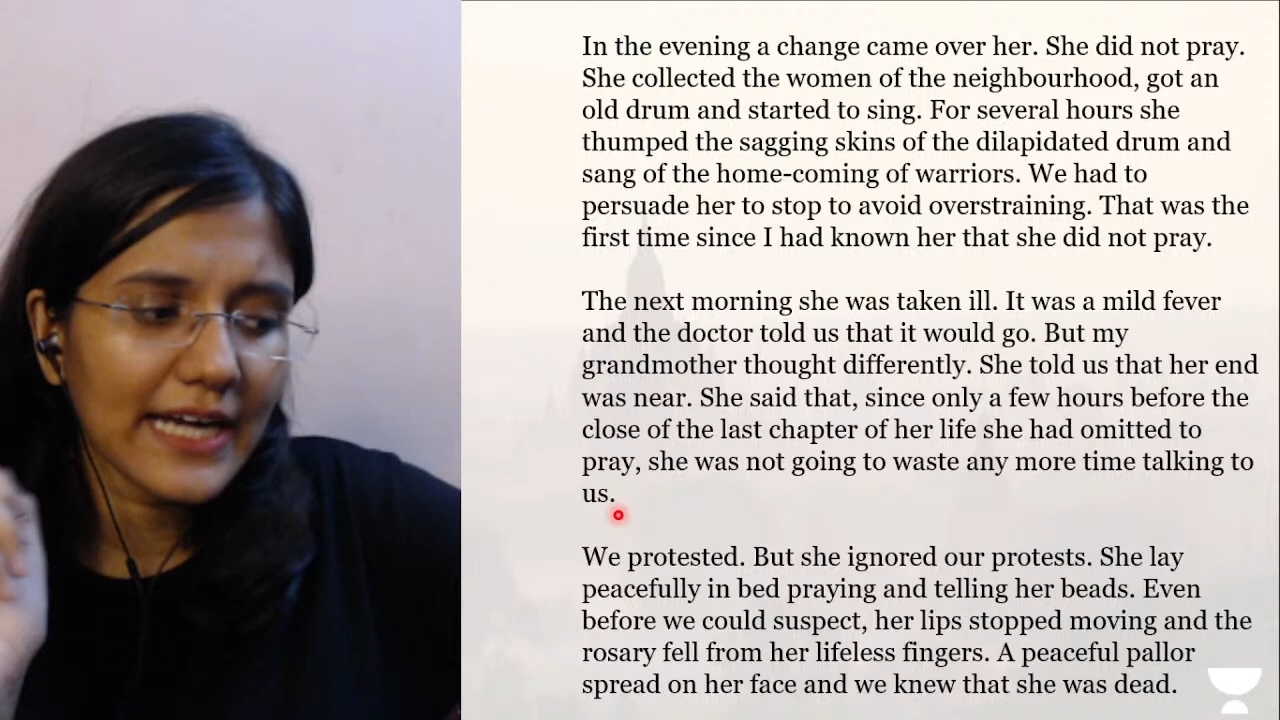 In the evening a change came over her. She did not pray.
She collected the women of the neighbourhood, got an
old drum and started to sing. For several hours she
thumped the sagging skins of the dilapidated drum and
sang of the home-coming of warriors. We had to
persuade her to stop to avoid overstraining. That was the
first time since I had known her that she did not pray.
The next morning she was taken ill. It was a mild fever
and the doctor told us that it would go. But my
grandmother thought differently. She told us that her end
was near. She said that, since only a few hours before the
close of the last chapter of her life she had omitted to
pray, she was not going to waste any more time talking to
us.
We protested. But she ignored our protests. She lay
peacefully in bed praying and telling her beads. Even
before we could suspect, her lips stopped moving and the
rosary fell from her lifeless fingers. A peaceful pallor
spread on her face and we knew that she was dead.